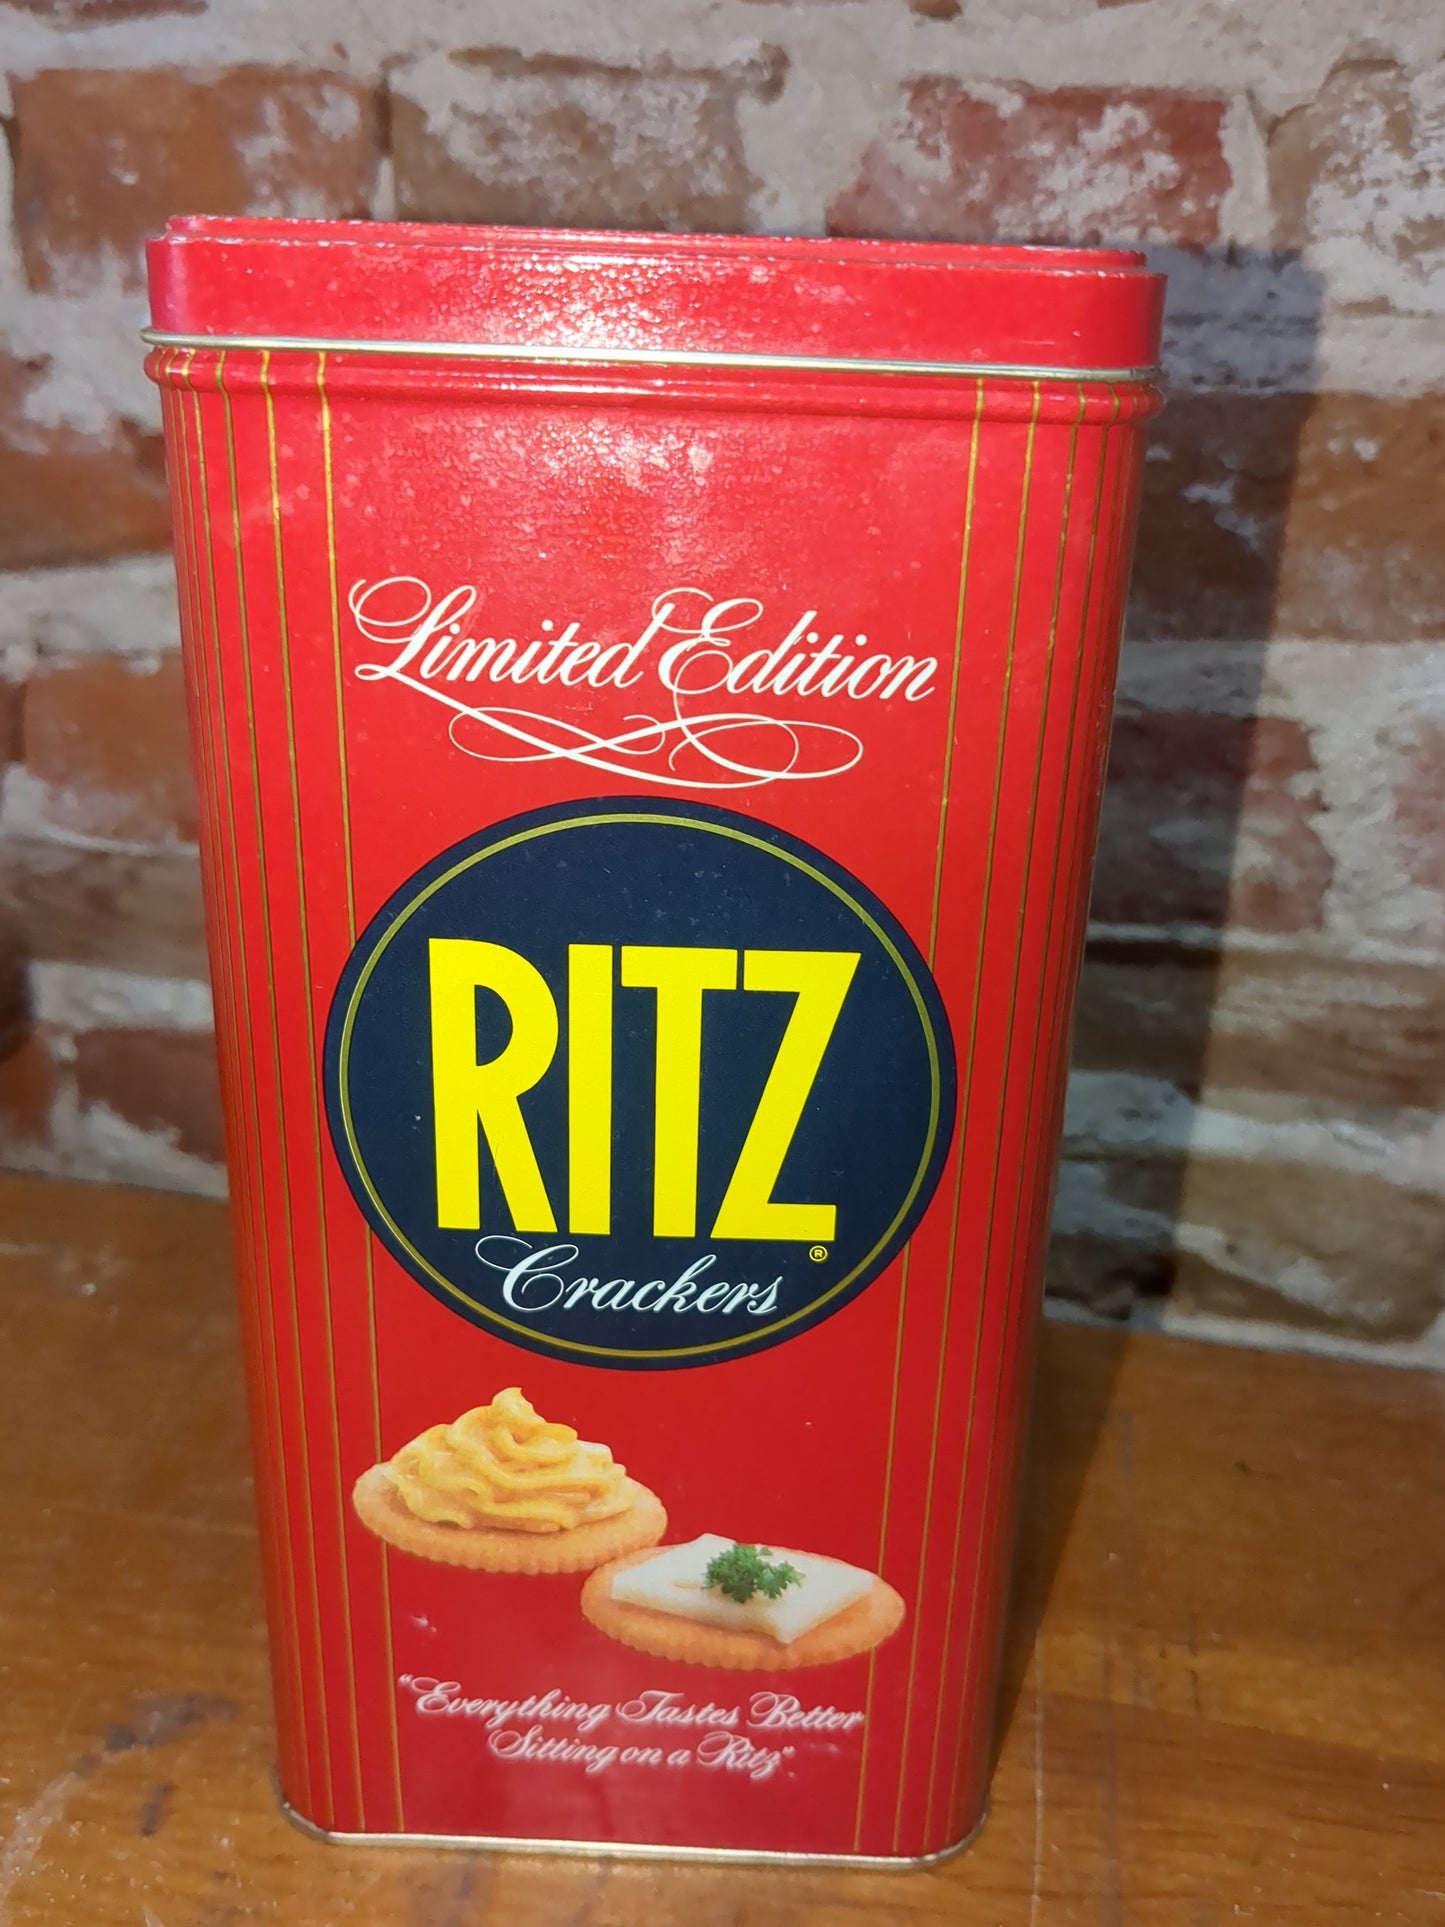 Limited Edition
RITZ
®
Crackers
"Everything Tastes Better
Sitting on a Ritz"